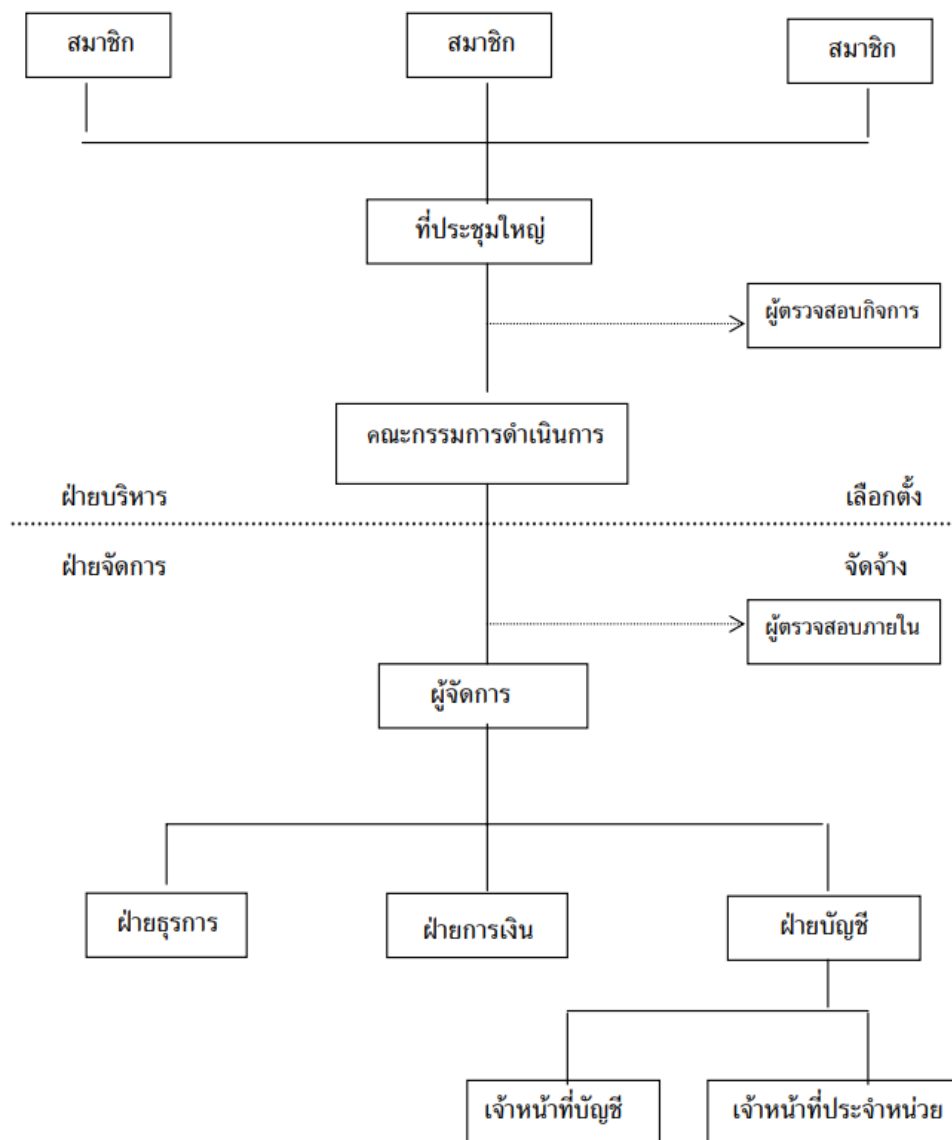 สมาชิก
สมาชิก
สมาชิก
ที่ประชุมใหญ่
ผู้ตรวจสอบกิจการ
คณะกรรมการดำเนินการ
ฝ่ายบริหาร
เลือกตั้ง
ฝ่ายจัดการ
จัดจ้าง
ผู้ตรวจสอบภายใน
ผู้จัดการ
ฝ่ายธุรการ
ฝ่ายการเงิน
ฝ่ายบัญชี
เจ้าหน้าที่บัญชี
เจ้าหน้าที่ประจำหน่วย